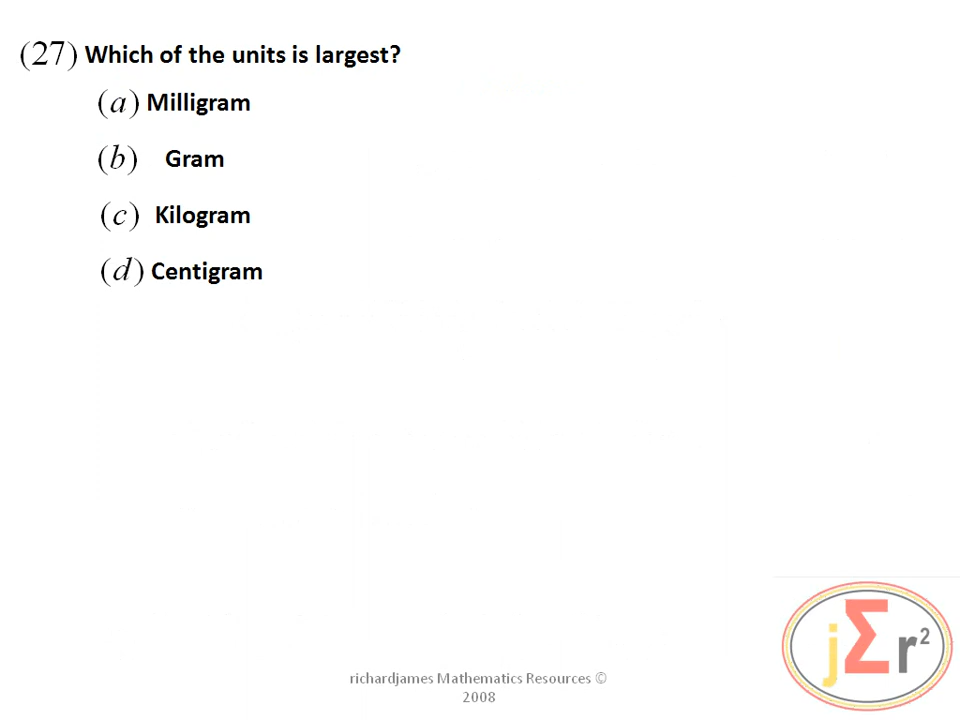 (27) Which of the units is largest?
(a) Milligram
(b) Gram
(c) Kilogram
(d) Centigram
richardjames Mathematics Resources ©
2008
jΣr²